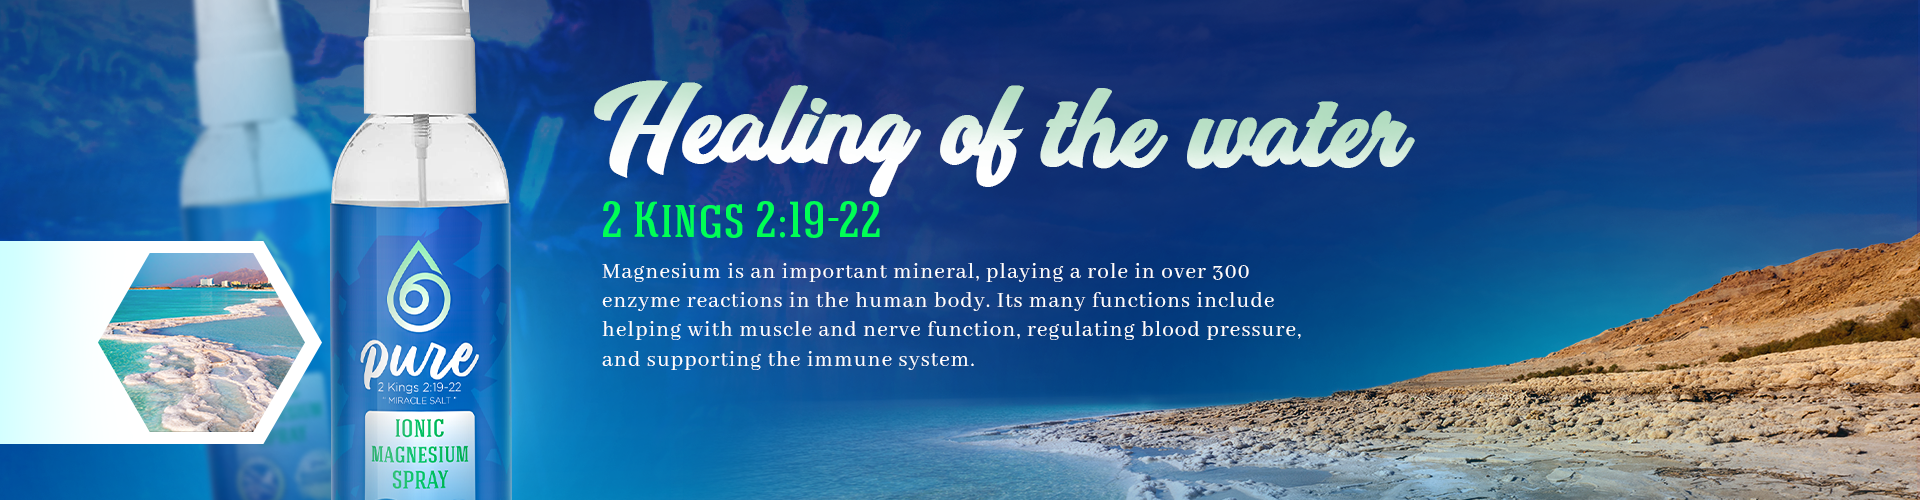 Healing of the water
2 Kings 2:19-22
Magnesium is an important mineral, playing a role in over 300
enzyme reactions in the human body. Its many functions include
helping with muscle and nerve function, regulating blood pressure,
and supporting the immune system.
pure
2 Kings 2:19-22
"MIRACLE SALT"
IONIC
MAGNESIUM
SPRAY